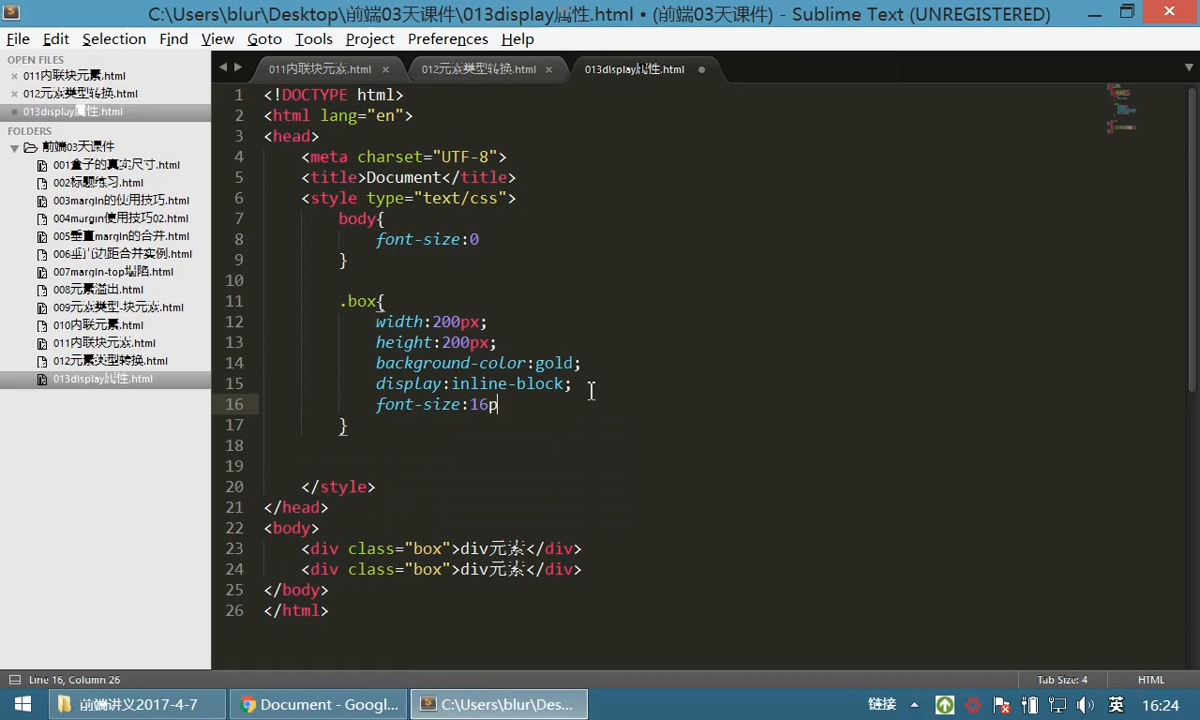 C:\Users\blur\Desktop\前端03天课件\013display属性.html • (前端03天课件) - Sublime Text (UNREGISTERED)
File Edit Selection Find View Goto Tools Project Preferences Help
OPEN FILES
011内联块元素.html
012元素类型转换.html
013display属性.html
FOLDERS
前端03天课件
001盒子的真实尺寸.html
002标题练习.html
003margin的使用技巧.html
004margin使用技巧02.html
005垂直margin的合并.html
006垂直边距合并实例.html
007margin-top塌陷.html
008元素溢出.html
009元素类型-块元素.html
010内联元素.html
011内联块元素.html
012元素类型转换.html
013display属性.html
011内联块元素.html 012元素类型转换.html 013display属性.html
1 <!DOCTYPE html>
2 <html lang="en">
3 <head>
4 <meta charset="UTF-8">
5 <title>Document</title>
6 <style type="text/css">
7 body{
8 font-size:0
9 }
10
11 .box{
12 width:200px;
13 height:200px;
14 background-color:gold;
15 display:inline-block;
16 font-size:16p
17 }
18
19
20 </style>
21 </head>
22 <body>
23 <div class="box">div元素</div>
24 <div class="box">div元素</div>
25 </body>
26 </html>
Line 16, Column 26 Tab Size: 4 HTML
前端讲义2017-4-7 Document - Googl... C:\Users\blur\Des... 链接 英 16:24